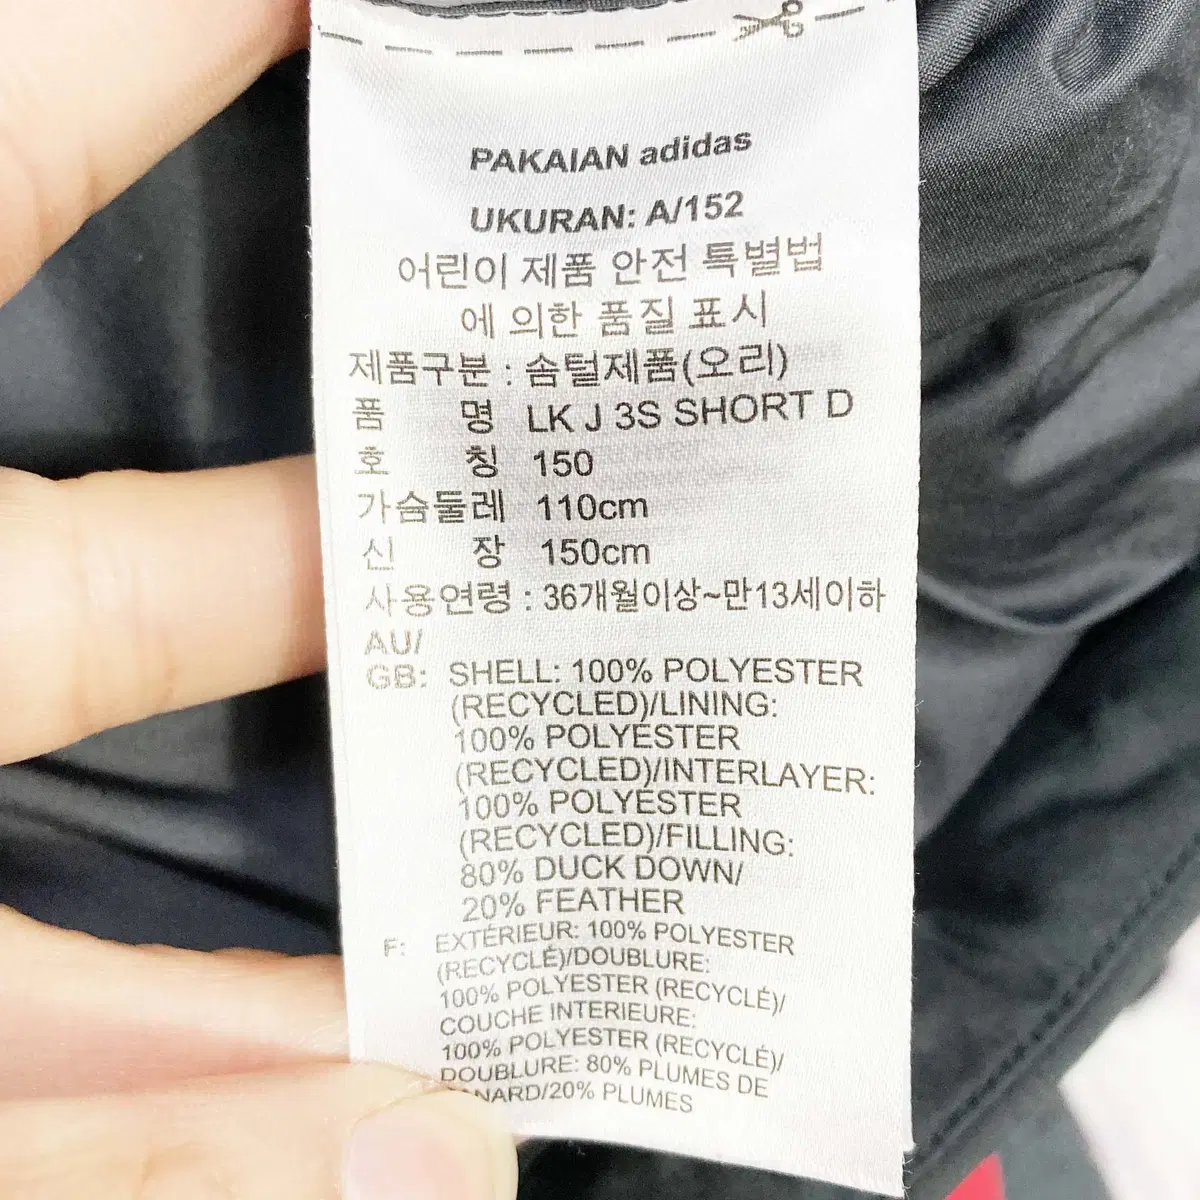 PAKAIAN adidas
UKURAN: A/152
어린이 제품 안전 특별법
에 의한 품질 표시
제품구분 : 솜털제품(오리)
품 명 LK J 3S SHORT D
호 칭 150
가슴둘레 110cm
신 장 150cm
사용연령 : 36개월이상~만13세이하
AU/
GB: SHELL: 100% POLYESTER
(RECYCLED)/LINING:
100% POLYESTER
(RECYCLED)/INTERLAYER:
100% POLYESTER
(RECYCLED)/FILLING:
80% DUCK DOWN/
20% FEATHER
F: EXTÉRIEUR: 100% POLYESTER
(RECYCLÉ)/DOUBLURE:
100% POLYESTER (RECYCLÉ)/
COUCHE INTERIEURE:
100% POLYESTER (RECYCLÉ)/
DOUBLURE: 80% PLUMES DE
NARD/20% PLUMES